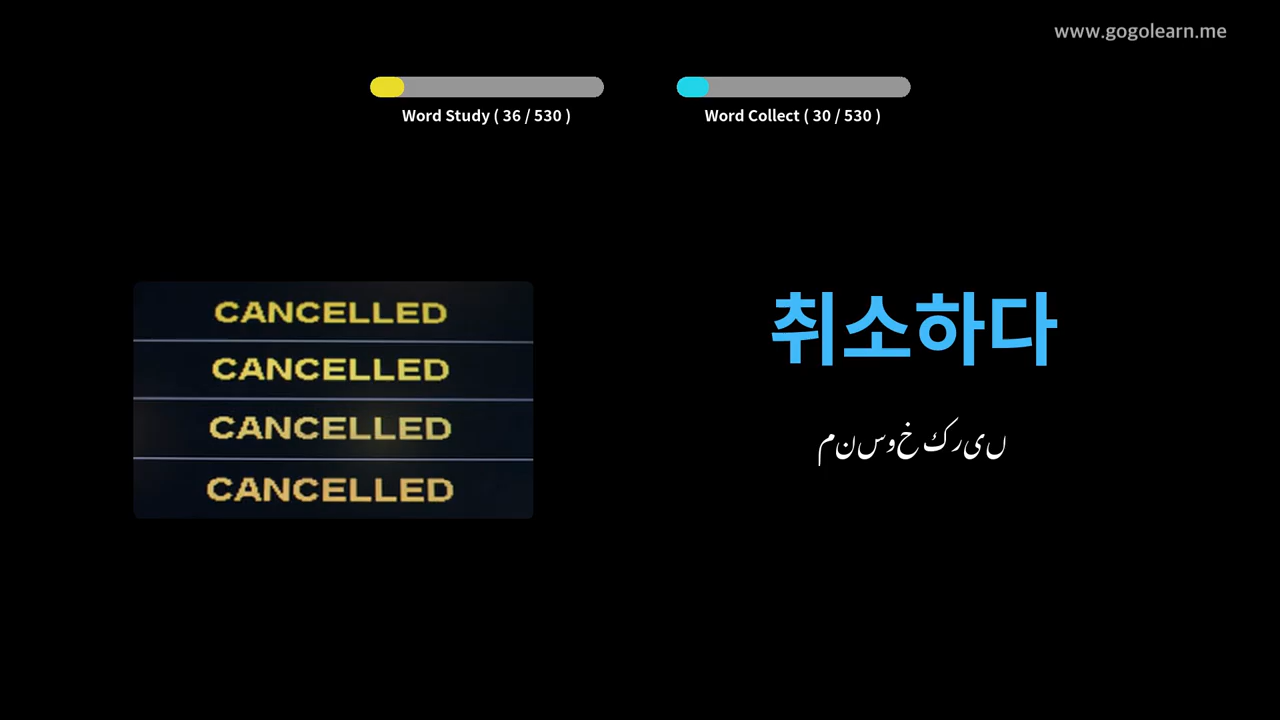 www.gogolearn.me
Word Study ( 36 / 530 )
Word Collect ( 30 / 530 )
CANCELLED
CANCELLED
CANCELLED
CANCELLED
취소하다
منسوخ کریں